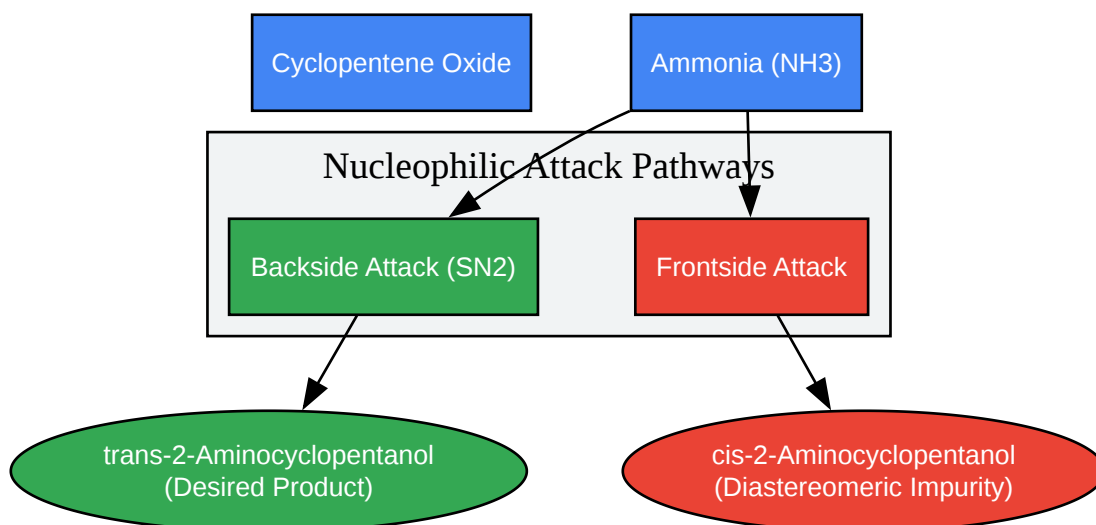 Cyclopentene Oxide
Ammonia (NH3)
Nucleophilic Attack Pathways
Backside Attack (SN2)
Frontside Attack
trans-2-Aminocyclopentanol
(Desired Product)
cis-2-Aminocyclopentanol
(Diastereomeric Impurity)